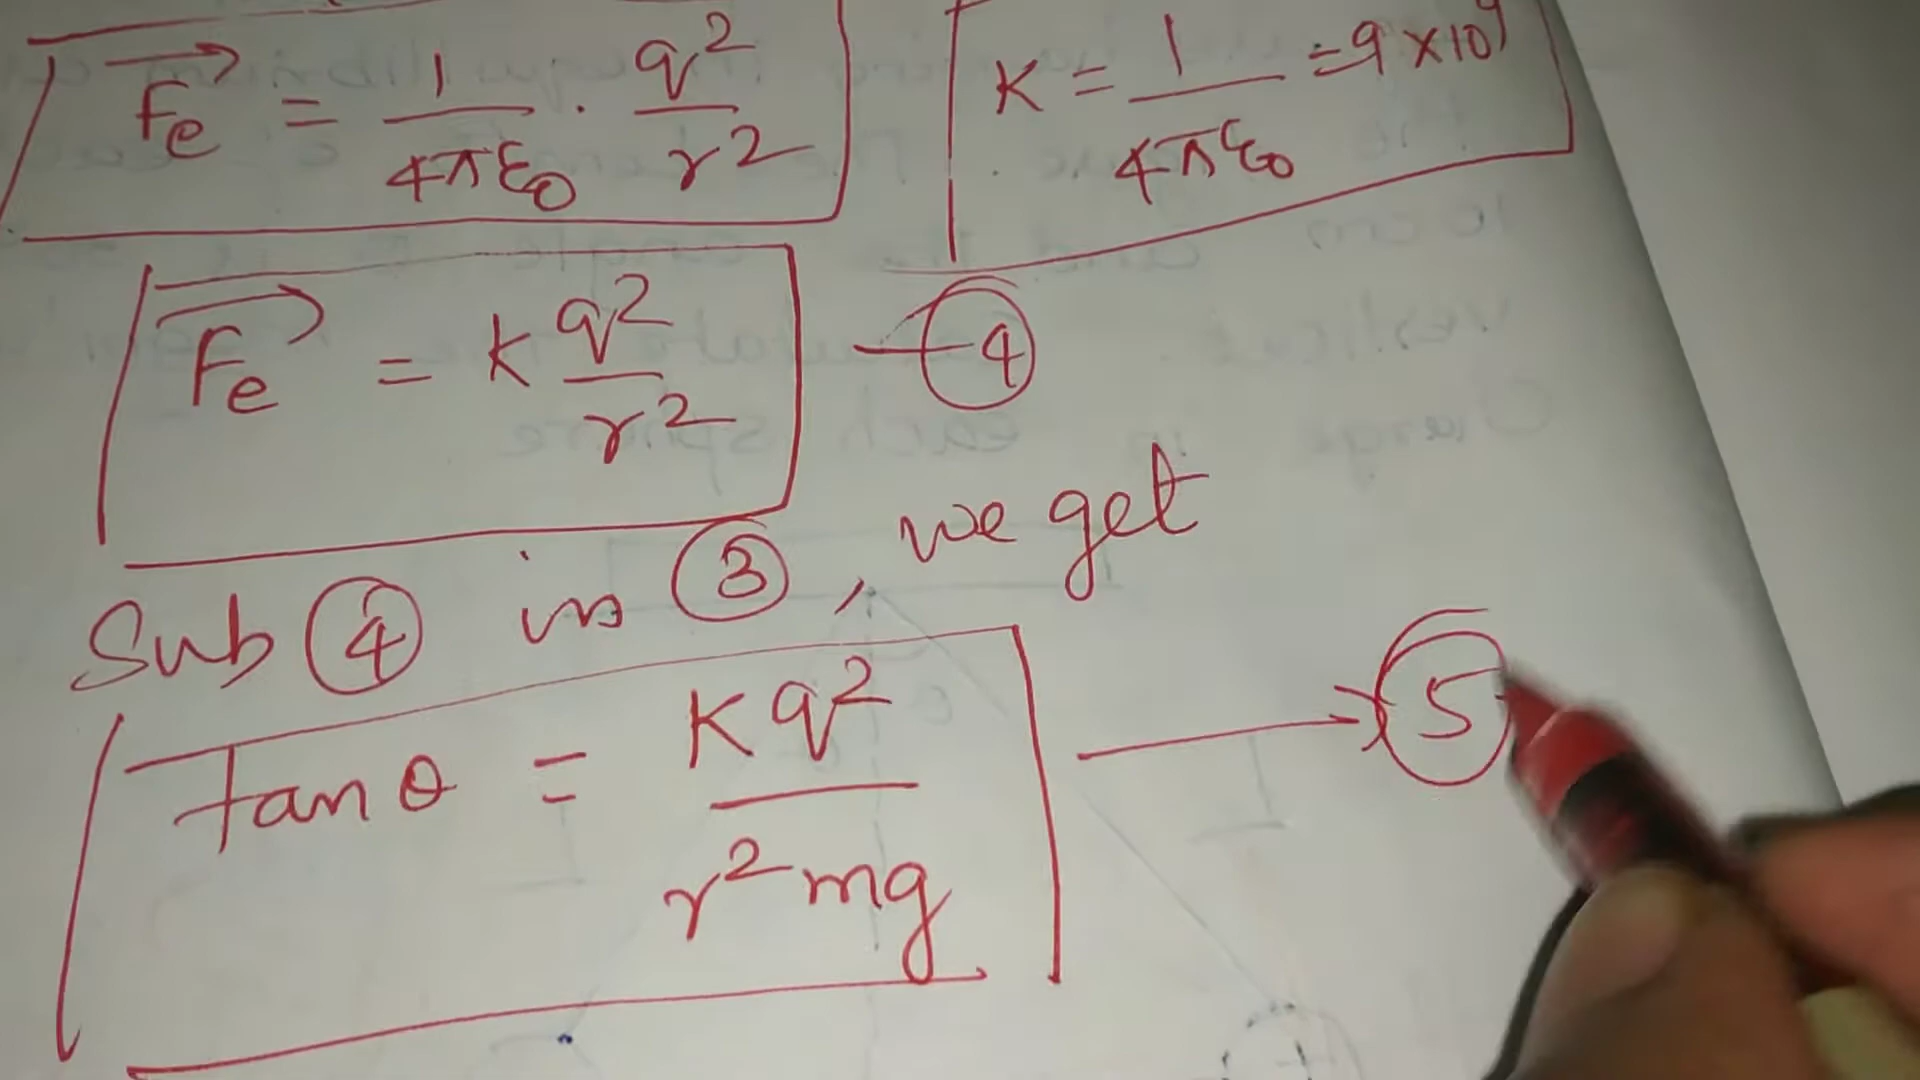 Fe = 1/4πε0 · q²/r²
K = 1/4πε0 = 9 × 10⁹
Fe = K q²/r² — 4
Sub 4 in 3, we get
Tan θ = Kq²/r²mg → 5